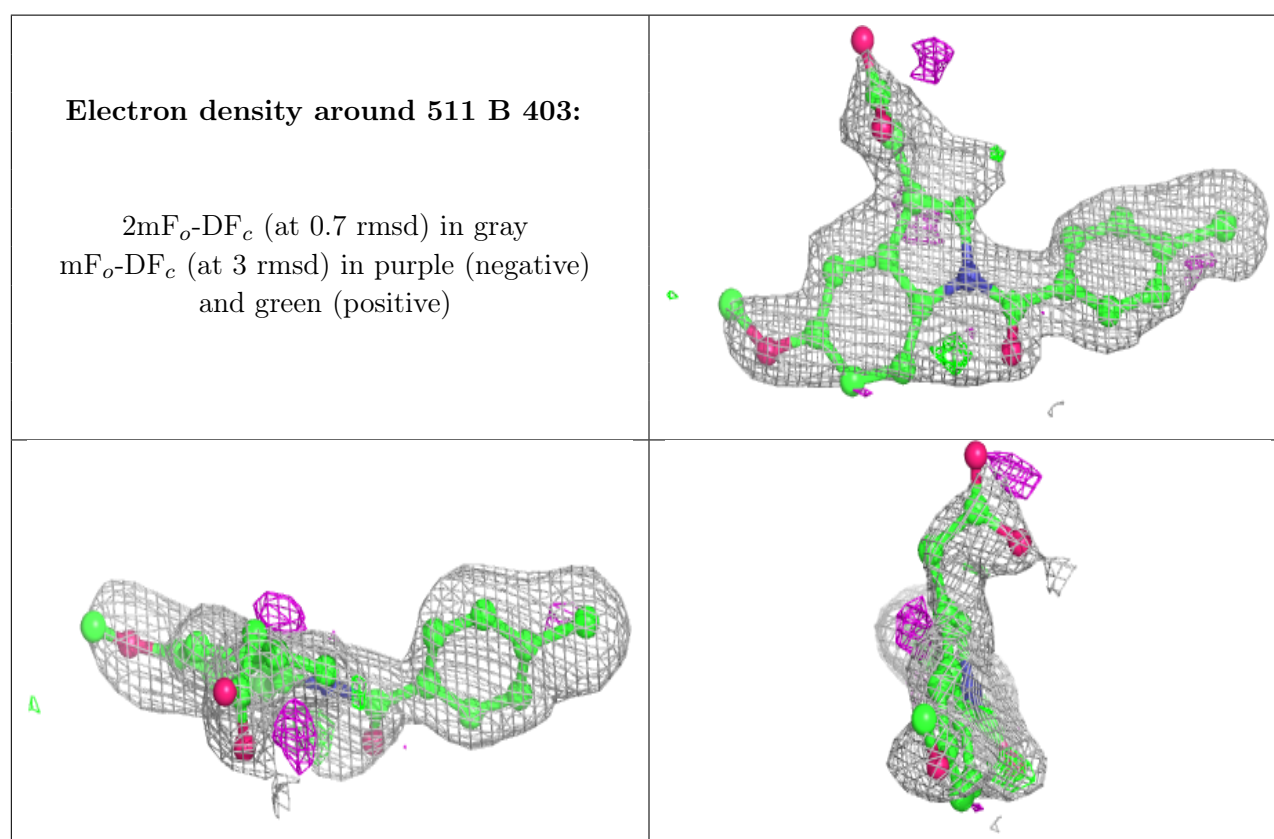 Electron density around 511 B 403:
2mFₒ-DF𝒸 (at 0.7 rmsd) in gray
mFₒ-DF𝒸 (at 3 rmsd) in purple (negative)
and green (positive)